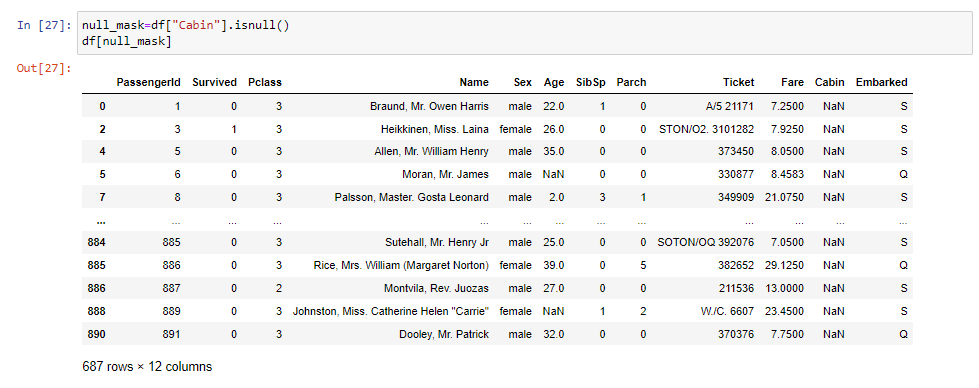 In [27]: null_mask=df["Cabin"].isnull()
df[null_mask]
Out[27]:
PassengerId Survived Pclass Name Sex Age SibSp Parch Ticket Fare Cabin Embarked
0 1 0 3 Braund, Mr. Owen Harris male 22.0 1 0 A/5 21171 7.2500 NaN S
2 3 1 3 Heikkinen, Miss. Laina female 26.0 0 0 STON/O2. 3101282 7.9250 NaN S
4 5 0 3 Allen, Mr. William Henry male 35.0 0 0 373450 8.0500 NaN S
5 6 0 3 Moran, Mr. James male NaN 0 0 330877 8.4583 NaN Q
7 8 0 3 Palsson, Master. Gosta Leonard male 2.0 3 1 349909 21.0750 NaN S
... ... ... ... ... ... ... ... ... ... ... ... ...
884 885 0 3 Sutehall, Mr. Henry Jr male 25.0 0 0 SOTON/OQ 392076 7.0500 NaN S
885 886 0 3 Rice, Mrs. William (Margaret Norton) female 39.0 0 5 382652 29.1250 NaN Q
886 887 0 2 Montvila, Rev. Juozas male 27.0 0 0 211536 13.0000 NaN S
888 889 0 3 Johnston, Miss. Catherine Helen "Carrie" female NaN 1 2 W./C. 6607 23.4500 NaN S
890 891 0 3 Dooley, Mr. Patrick male 32.0 0 0 370376 7.7500 NaN Q
687 rows × 12 columns